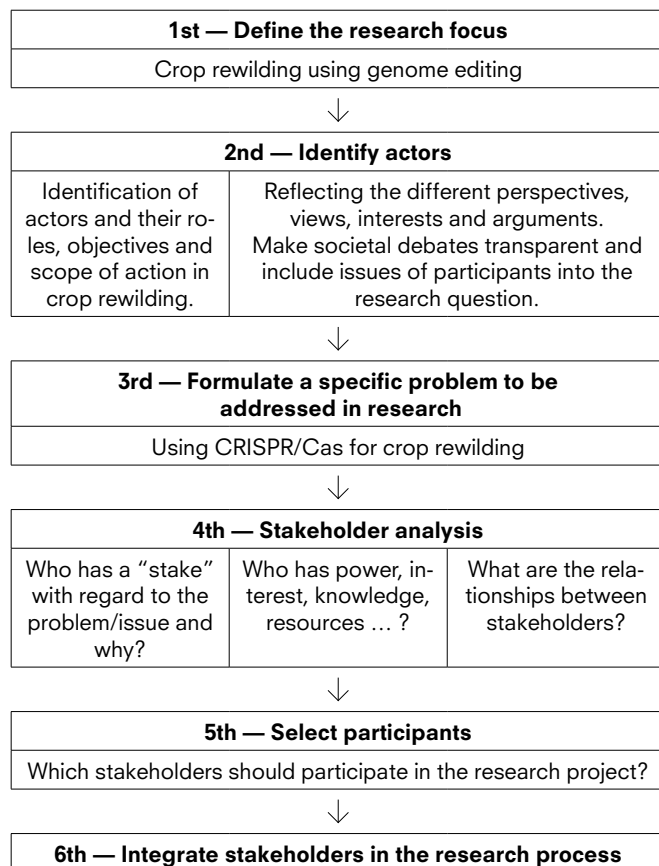 1st — Define the research focus
Crop rewilding using genome editing
2nd — Identify actors
Identification of
actors and their ro-
les, objectives and
scope of action in
crop rewilding.
Reflecting the different perspectives,
views, interests and arguments.
Make societal debates transparent and
include issues of participants into the
research question.
3rd — Formulate a specific problem to be
addressed in research
Using CRISPR/Cas for crop rewilding
4th — Stakeholder analysis
Who has a “stake”
with regard to the
problem/issue and
why?
Who has power, in-
terest, knowledge,
resources … ?
What are the rela-
tionships between
stakeholders?
5th — Select participants
Which stakeholders should participate in the research project?
6th — Integrate stakeholders in the research process